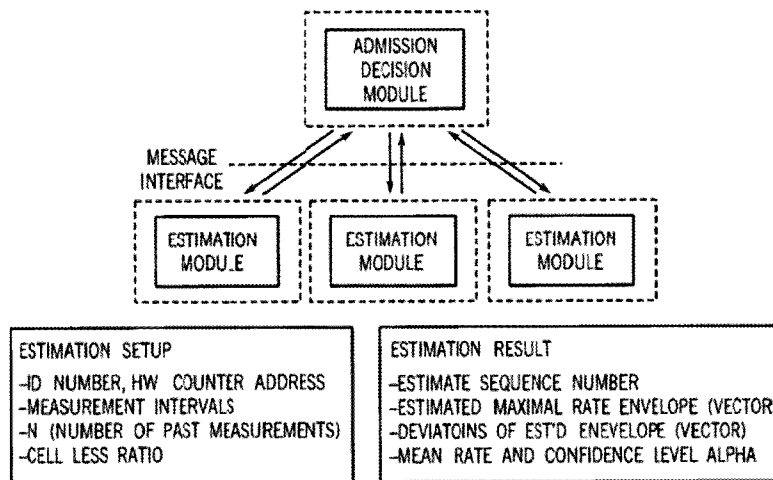 ADMISSION
DECISION
MODULE
MESSAGE
INTERFACE
ESTIMATION
MODULE
ESTIMATION
MODULE
ESTIMATION
MODULE
ESTIMATION SETUP
-ID NUMBER, HW COUNTER ADDRESS
-MEASUREMENT INTERVALS
-N (NUMBER OF PAST MEASUREMENTS)
-CELL LESS RATIO
ESTIMATION RESULT
-ESTIMATE SEQUENCE NUMBER
-ESTIMATED MAXIMAL RATE ENVELOPE (VECTOR
-DEVIATOINS OF EST'D ENEVELOPE (VECTOR)
-MEAN RATE AND CONFIDENCE LEVEL ALPHA